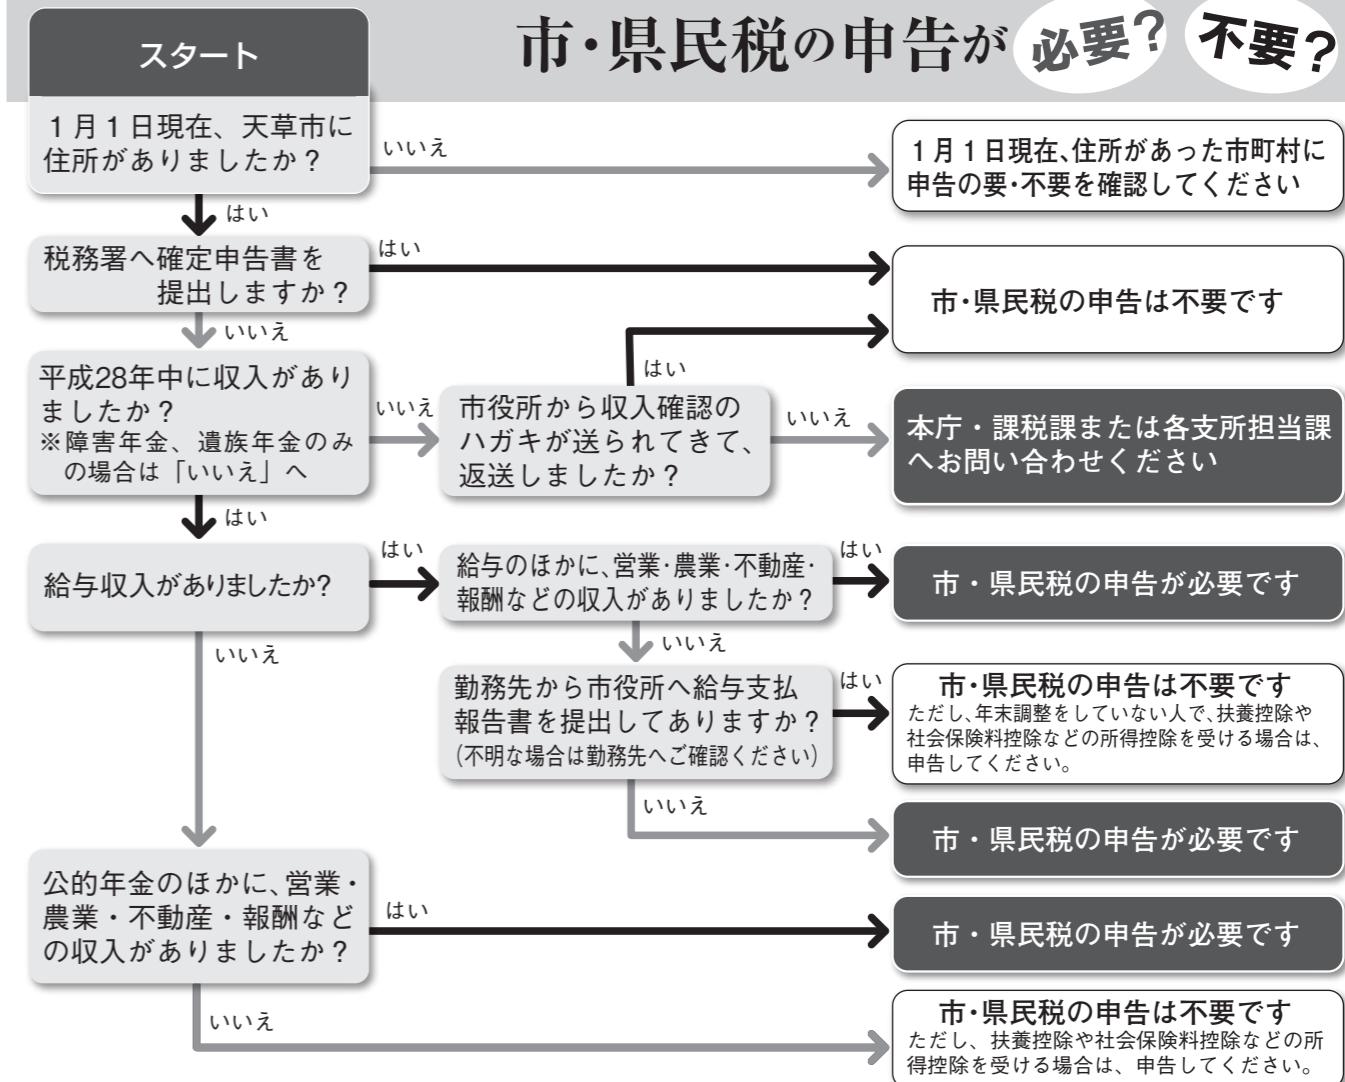 市・県民税の申告が 必要? 不要?
スタート
1月1日現在、天草市に
住所がありましたか?
いいえ
1月1日現在、住所があった市町村に
申告の要・不要を確認してください
はい
税務署へ確定申告書を
提出しますか?
はい
市・県民税の申告は不要です
いいえ
平成28年中に収入があり
ましたか?
※障害年金、遺族年金のみ
の場合は「いいえ」へ
いいえ
市役所から収入確認の
ハガキが送られてきて、
返送しましたか?
はい
いいえ
本庁・課税課または各支所担当課
へお問い合わせください
はい
給与収入がありましたか?
はい
給与のほかに、営業・農業・不動産・
報酬などの収入がありましたか?
はい
市・県民税の申告が必要です
いいえ
勤務先から市役所へ給与支払
報告書を提出してありますか?
(不明な場合は勤務先へご確認ください)
はい
市・県民税の申告は不要です
ただし、年末調整をしていない人で、扶養控除や
社会保険料控除などの所得控除を受ける場合は、
申告してください。
いいえ
市・県民税の申告が必要です
いいえ
公的年金のほかに、営業・
農業・不動産・報酬など
の収入がありましたか?
はい
市・県民税の申告が必要です
いいえ
市・県民税の申告は不要です
ただし、扶養控除や社会保険料控除などの所
得控除を受ける場合は、申告してください。